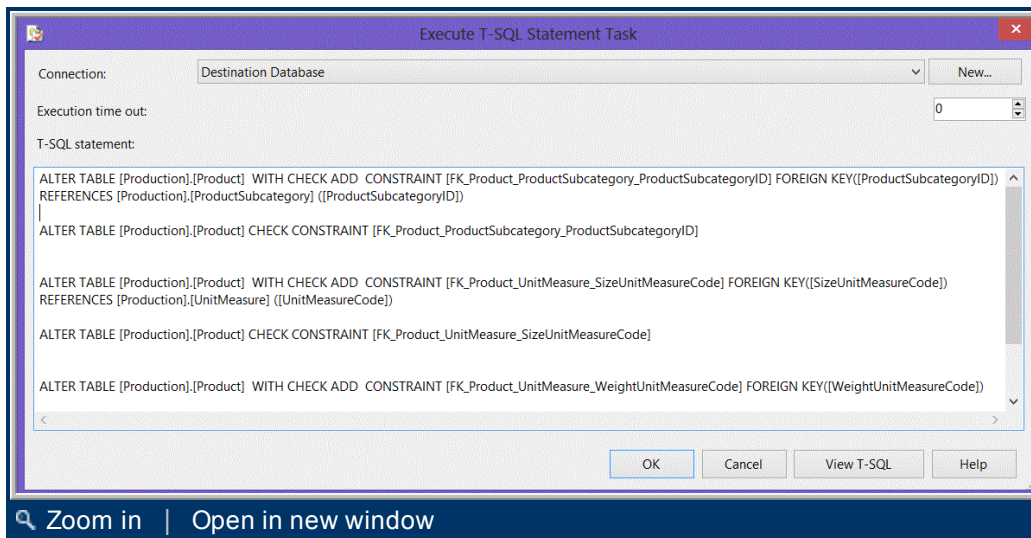 Execute T-SQL Statement Task
Connection:
Destination Database
New...
Execution time out:
0
T-SQL statement:
ALTER TABLE [Production].[Product]  WITH CHECK ADD  CONSTRAINT [FK_Product_ProductSubcategory_ProductSubcategoryID] FOREIGN KEY([ProductSubcategoryID])
REFERENCES [Production].[ProductSubcategory] ([ProductSubcategoryID])
ALTER TABLE [Production].[Product] CHECK CONSTRAINT [FK_Product_ProductSubcategory_ProductSubcategoryID]
ALTER TABLE [Production].[Product]  WITH CHECK ADD  CONSTRAINT [FK_Product_UnitMeasure_SizeUnitMeasureCode] FOREIGN KEY([SizeUnitMeasureCode])
REFERENCES [Production].[UnitMeasure] ([UnitMeasureCode])
ALTER TABLE [Production].[Product] CHECK CONSTRAINT [FK_Product_UnitMeasure_SizeUnitMeasureCode]
ALTER TABLE [Production].[Product]  WITH CHECK ADD  CONSTRAINT [FK_Product_UnitMeasure_WeightUnitMeasureCode] FOREIGN KEY([WeightUnitMeasureCode])
OK
Cancel
View T-SQL
Help
Zoom in | Open in new window